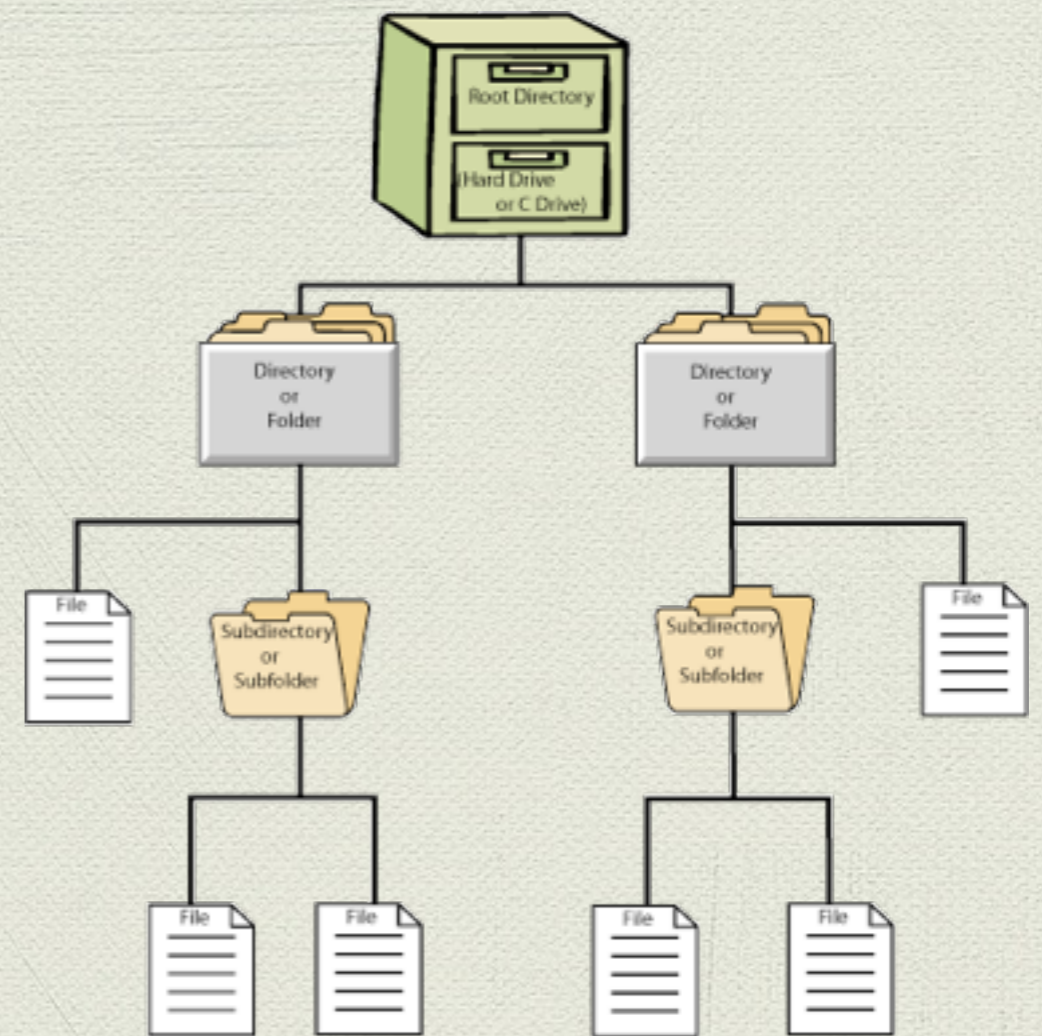 Root Directory
(Hard Drive
or C Drive)
Directory
or
Folder
Directory
or
Folder
File
Subdirectory
or
Subfolder
Subdirectory
or
Subfolder
File
File
File
File
File